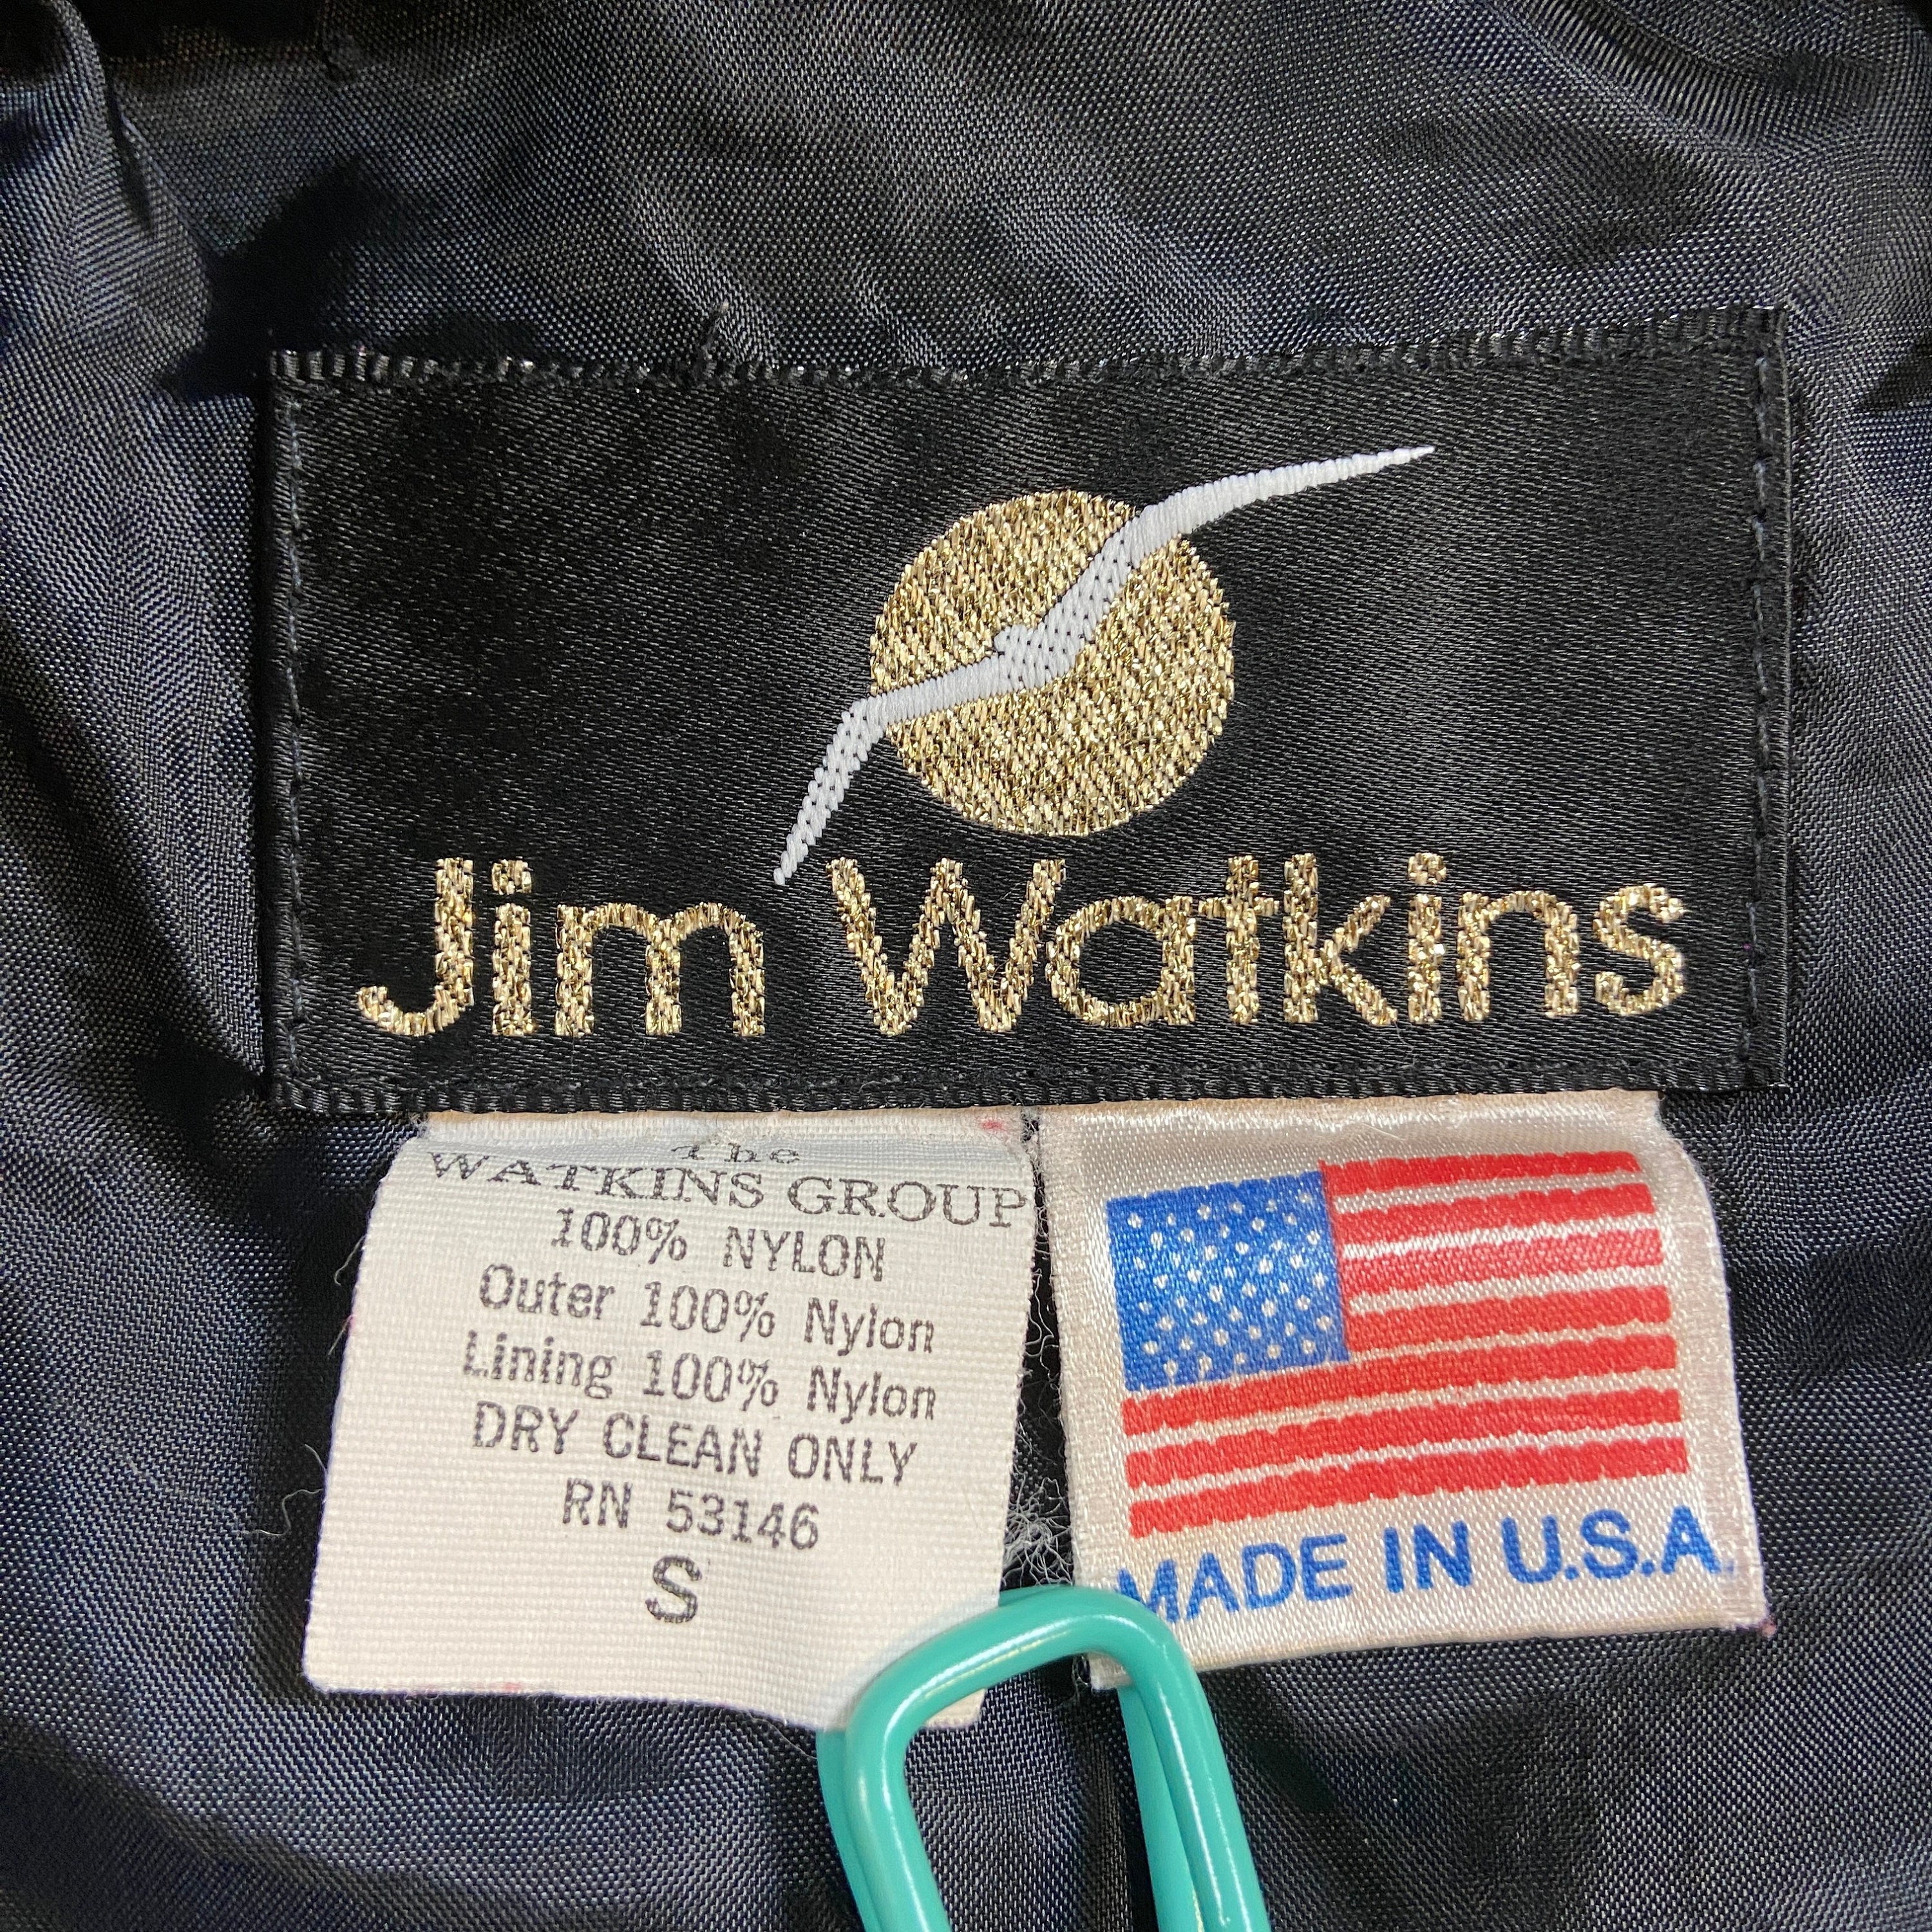 Jim Watkins
The
WATKINS GROUP
100% NYLON
Outer 100% Nylon
Lining 100% Nylon
DRY CLEAN ONLY
RN 53146
S
MADE IN U.S.A.